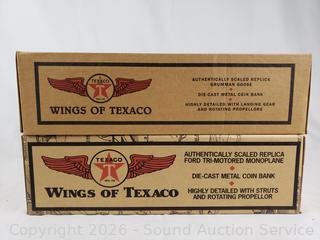 TEXACO
WINGS OF TEXACO
AUTHENTICALLY SCALED REPLICA
GRUMMAN GOOSE
DIE-CAST METAL COIN BANK
HIGHLY DETAILED WITH LANDING GEAR
AND ROTATING PROPELLORS
TEXACO
WINGS OF TEXACO
AUTHENTICALLY SCALED REPLICA
FORD TRI-MOTORED MONOPLANE
DIE-CAST METAL COIN BANK
HIGHLY DETAILED WITH STRUTS
AND ROTATING PROPELLOR
Copyright 2026 - Sound Auction Service